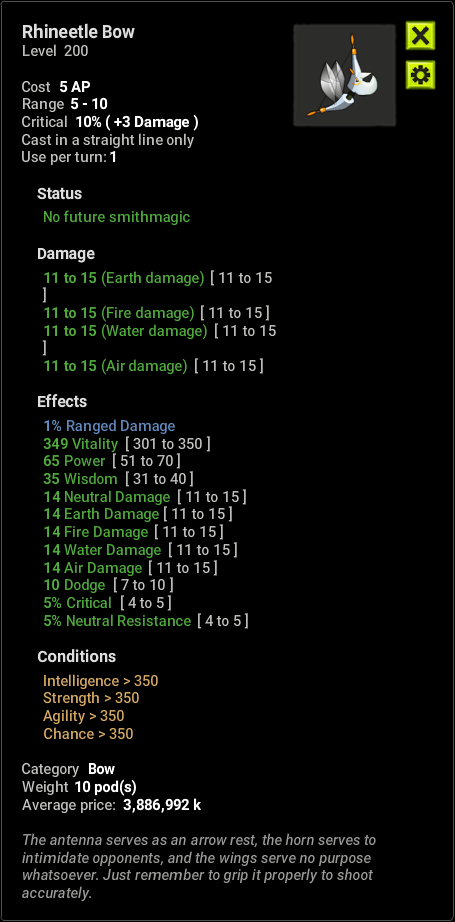 Rhineetle Bow
Level 200
Cost 5 AP
Range 5 - 10
Critical 10% ( +3 Damage )
Cast in a straight line only
Use per turn: 1
Status
No future smithmagic
Damage
11 to 15 (Earth damage) [ 11 to 15
]
11 to 15 (Fire damage) [ 11 to 15 ]
11 to 15 (Water damage) [ 11 to 15
]
11 to 15 (Air damage) [ 11 to 15 ]
Effects
1% Ranged Damage
349 Vitality [ 301 to 350 ]
65 Power [ 51 to 70 ]
35 Wisdom [ 31 to 40 ]
14 Neutral Damage [ 11 to 15 ]
14 Earth Damage [ 11 to 15 ]
14 Fire Damage [ 11 to 15 ]
14 Water Damage [ 11 to 15 ]
14 Air Damage [ 11 to 15 ]
10 Dodge [ 7 to 10 ]
5% Critical [ 4 to 5 ]
5% Neutral Resistance [ 4 to 5 ]
Conditions
Intelligence > 350
Strength > 350
Agility > 350
Chance > 350
Category Bow
Weight 10 pod(s)
Average price: 3,886,992 k
The antenna serves as an arrow rest, the horn serves to
intimidate opponents, and the wings serve no purpose
whatsoever. Just remember to grip it properly to shoot
accurately.